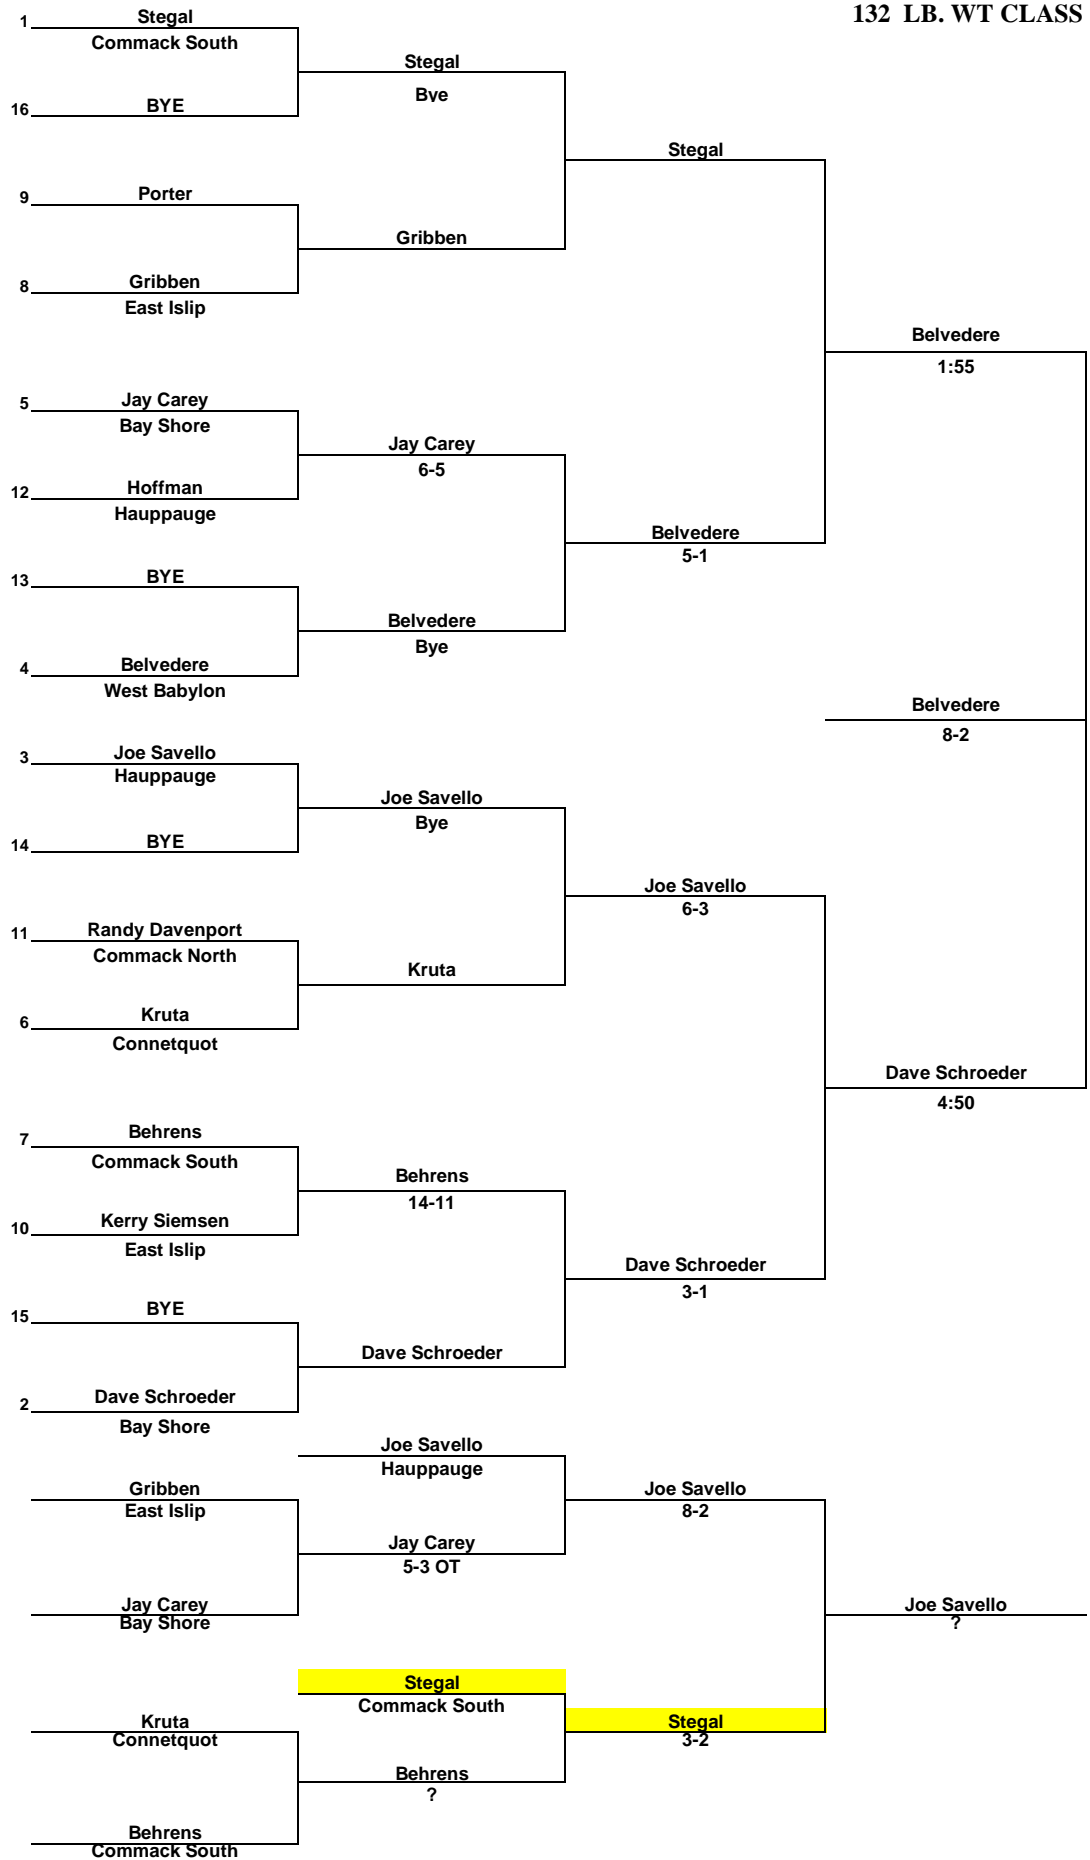 132 LB. WT CLASS
1 Stegal
Commack South
Stegal
Bye
16 BYE
Stegal
9 Porter
Gribben
8 Gribben
East Islip
Belvedere
1:55
5 Jay Carey
Bay Shore
Jay Carey
6-5
12 Hoffman
Hauppauge
Belvedere
5-1
13 BYE
Belvedere
Bye
4 Belvedere
West Babylon
Belvedere
8-2
3 Joe Savello
Hauppauge
Joe Savello
Bye
14 BYE
Joe Savello
6-3
11 Randy Davenport
Commack North
Kruta
6 Kruta
Connetquot
Dave Schroeder
4:50
7 Behrens
Commack South
Behrens
14-11
10 Kerry Siemsen
East Islip
Dave Schroeder
3-1
15 BYE
Dave Schroeder
2 Dave Schroeder
Bay Shore
Joe Savello
Hauppauge
Gribben
East Islip
Joe Savello
8-2
Jay Carey
5-3 OT
Jay Carey
Bay Shore
Joe Savello
?
Stegal
Commack South
Kruta
Connetquot
Stegal
3-2
Behrens
?
Behrens
Commack South